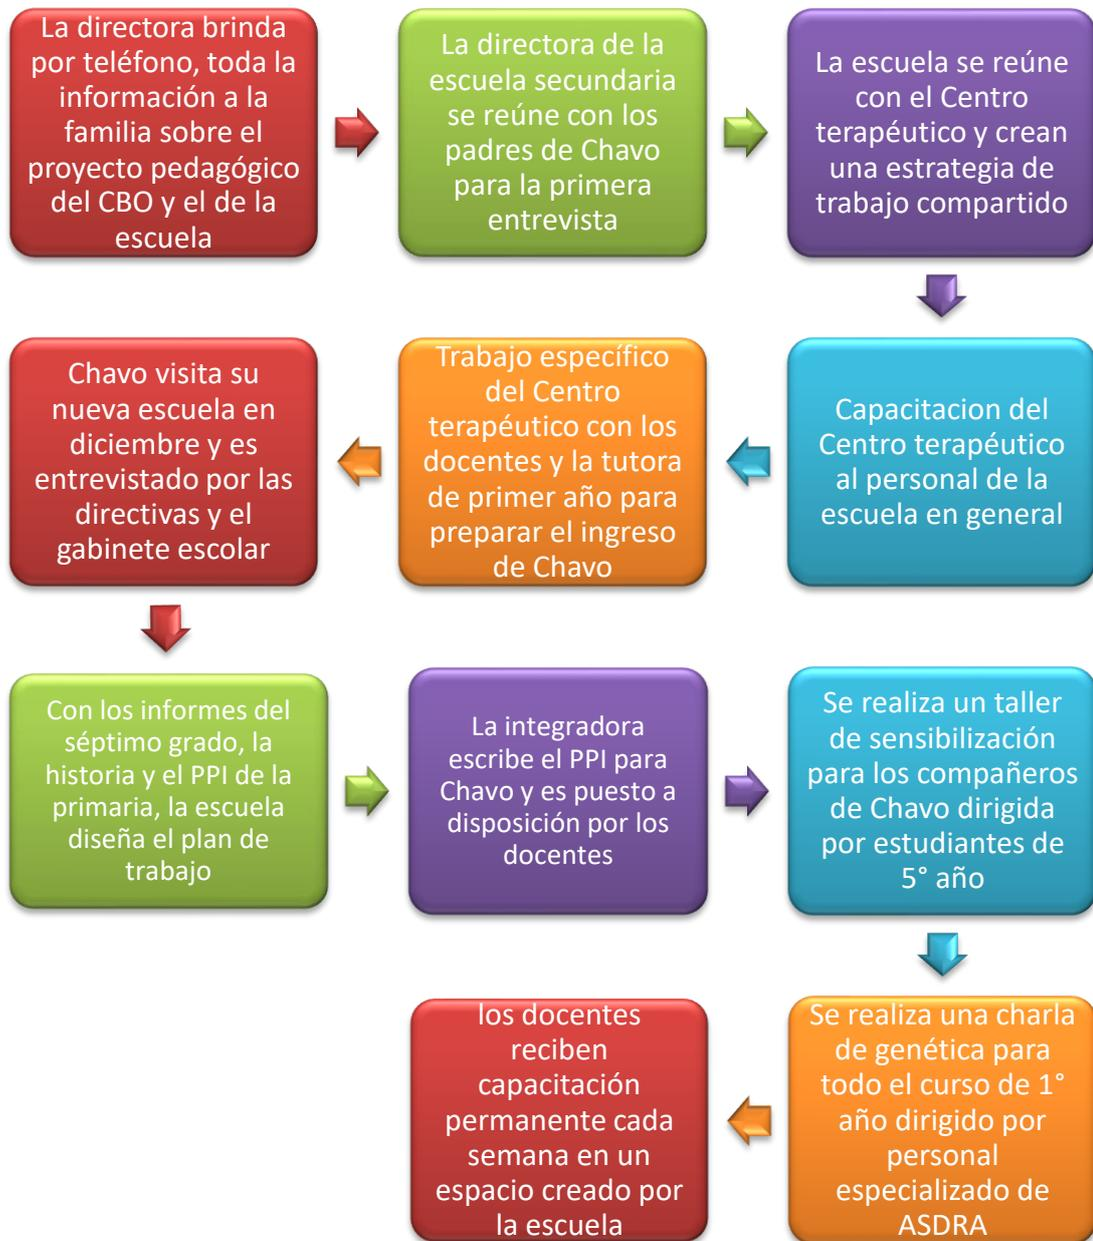 La directora brinda
por teléfono, toda la
información a la
familia sobre el
proyecto pedagógico
del CBO y el de la
escuela
La directora de la
escuela secundaria
se reúne con los
padres de Chavo
para la primera
entrevista
La escuela se reúne
con el Centro
terapéutico y crean
una estrategia de
trabajo compartido
Capacitacion del
Centro terapéutico
al personal de la
escuela en general
Trabajo específico
del Centro
terapéutico con los
docentes y la tutora
de primer año para
preparar el ingreso
de Chavo
Chavo visita su
nueva escuela en
diciembre y es
entrevistado por las
directivas y el
gabinete escolar
Con los informes del
séptimo grado, la
historia y el PPI de la
primaria, la escuela
diseña el plan de
trabajo
La integradora
escribe el PPI para
Chavo y es puesto a
disposición por los
docentes
Se realiza un taller
de sensibilización
para los compañeros
de Chavo dirigida
por estudiantes de
5° año
Se realiza una charla
de genética para
todo el curso de 1°
año dirigido por
personal
especializado de
ASDRA
los docentes
reciben
capacitación
permanente cada
semana en un
espacio creado por
la escuela